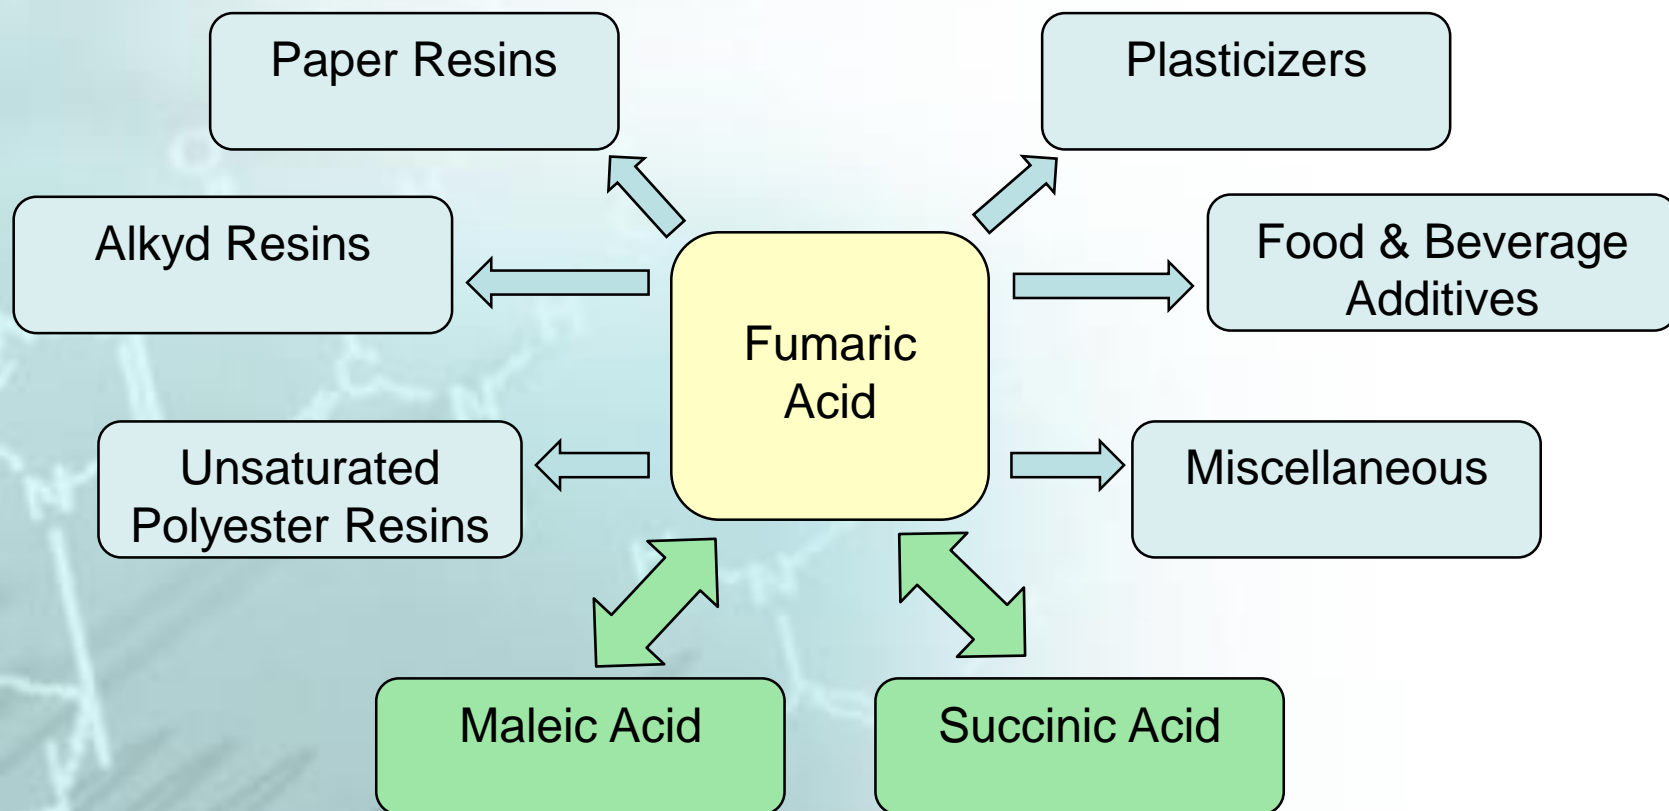 Paper Resins
Plasticizers
Alkyd Resins
Food & Beverage
Additives
Fumaric
Acid
Unsaturated
Polyester Resins
Miscellaneous
Maleic Acid
Succinic Acid